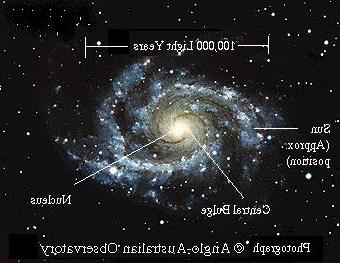 100,000 Light Years
Sun
(Approx.
position)
Nucleus
Central Bulge
Photograph © Anglo-Australian Observatory